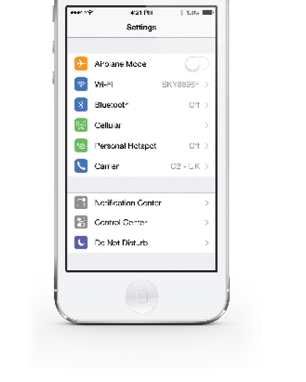 4:21 PM
Settings
Airplane Mode
Wi-Fi
Bluetooth Off
Cellular
Personal Hotspot Off
Carrier O2 - UK
Notification Center
Control Center
Do Not Disturb